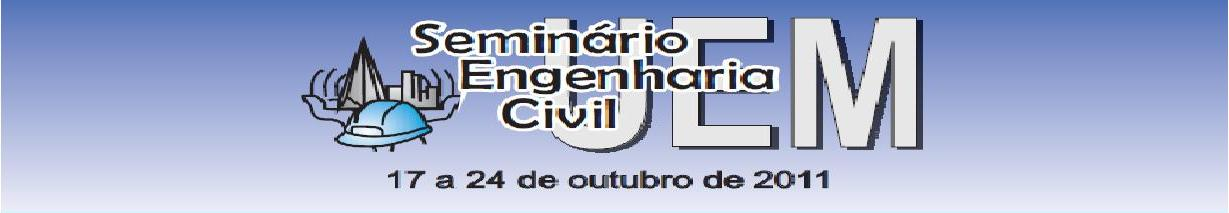 Seminário
Engenharia
Civil
UEM
17 a 24 de outubro de 2011